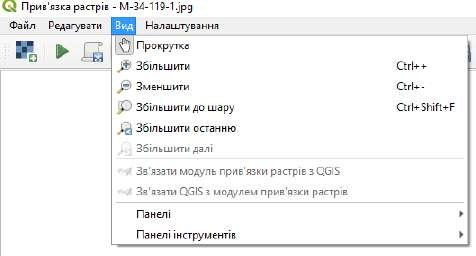 Прив'язка растрів - M-34-119-1.jpg
Файл Редагувати Вид Налаштування
Прокрутка
Збільшити Ctrl++
Зменшити Ctrl+-
Збільшити до шару Ctrl+Shift+F
Збільшити останню
Збільшити далі
Зв'язати модуль прив'язки растрів з QGIS
Зв'язати QGIS з модулем прив'язки растрів
Панелі
Панелі інструментів